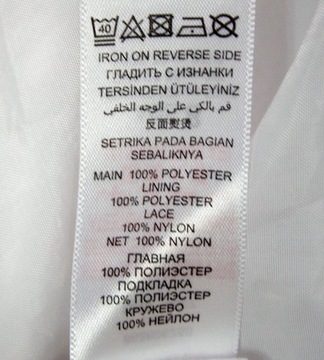 40
IRON ON REVERSE SIDE
ГЛАДИТЬ С ИЗНАНКИ
TERSİNDEN ÜTÜLEYİNİZ
قم بالكي على الوجه الخلفي
反面熨燙
SETRIKA PADA BAGIAN
SEBALIKNYA
MAIN 100% POLYESTER
LINING
100% POLYESTER
LACE
100% NYLON
NET 100% NYLON
ГЛАВНАЯ
100% ПОЛИЭСТЕР
ПОДКЛАДКА
100% ПОЛИЭСТЕР
КРУЖЕВО
100% НЕЙЛОН